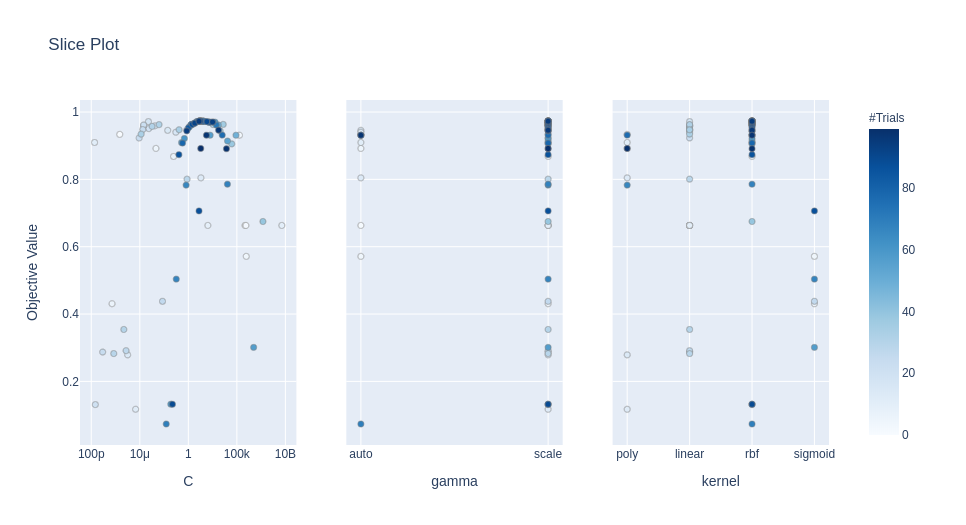 Slice Plot
#Trials
1
0.8
0.6
0.4
0.2
Objective Value
100p
10μ
1
100k
10B
C
auto
scale
gamma
poly
linear
rbf
sigmoid
kernel
80
60
40
20
0